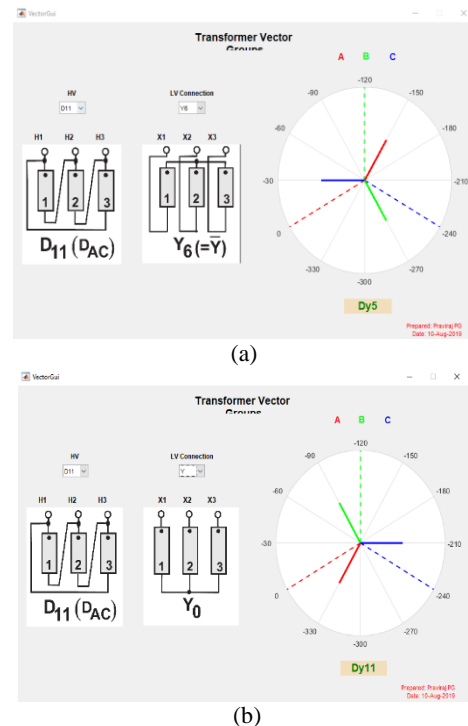 VectorGui
Transformer Vector
Groups
A B C
HV
D11
LV Connection
Y6
H1 H2 H3
1 2 3
D11 (DAC)
X1 X2 X3
1 2 3
Y6 (=Y̅)
-120
-90 -150
-60
-30 -210
0 -240
-330 -270
-300
Dy5
Prepared: Praviraj PG
Date: 10-Aug-2019
(a)
VectorGui
Transformer Vector
Groups
A B C
HV
D11
LV Connection
Y
H1 H2 H3
1 2 3
D11 (DAC)
X1 X2 X3
1 2 3
Y0
-120
-90 -150
-60
-30 -210
0 -240
-330 -270
-300
Dy11
Prepared: Praviraj PG
Date: 10-Aug-2019
(b)